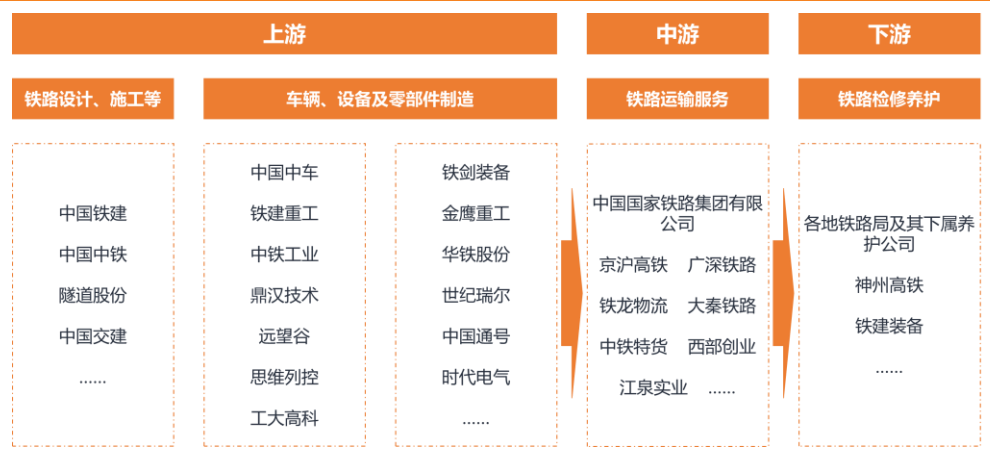 上游
中游
下游
铁路设计、施工等
车辆、设备及零部件制造
铁路运输服务
铁路检修养护
中国铁建
中国中铁
隧道股份
中国交建
......
中国中车
铁建重工
中铁工业
鼎汉技术
远望谷
思维列控
工大高科
铁剑装备
金鹰重工
华铁股份
世纪瑞尔
中国通号
时代电气
......
中国国家铁路集团有限
公司
京沪高铁 广深铁路
铁龙物流 大秦铁路
中铁特货 西部创业
江泉实业 ......
各地铁路局及其下属养
护公司
神州高铁
铁建装备
......